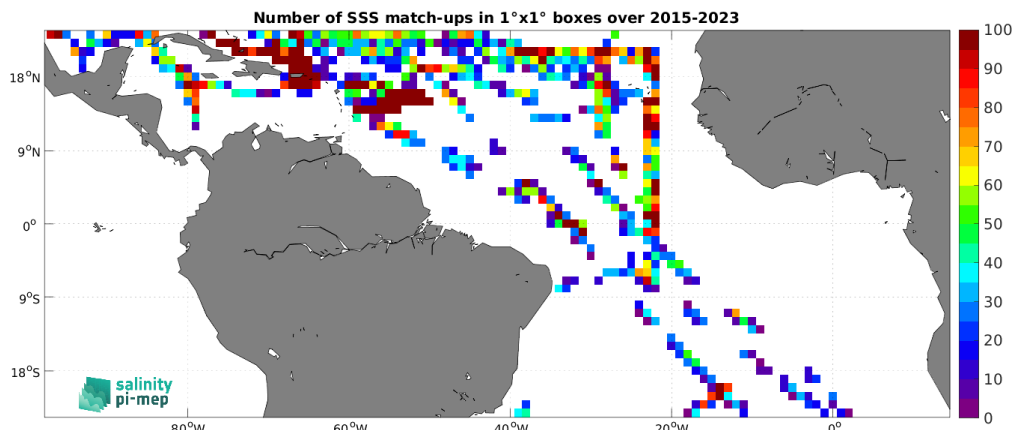 Number of SSS match-ups in 1°x1° boxes over 2015-2023
100
90
80
70
60
50
40
30
20
10
0
18°N
9°N
0°
9°S
18°S
salinity
pi-mep
80°W
60°W
40°W
20°W
0°